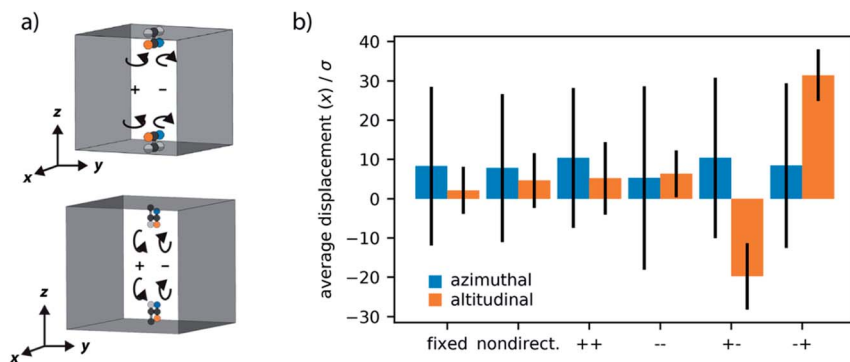 a)
+ -
z
x
y
+ -
z
x
y
b)
average displacement (x) / σ
40
30
20
10
0
−10
−20
−30
azimuthal
altitudinal
fixed nondirect. ++ -- +- -+